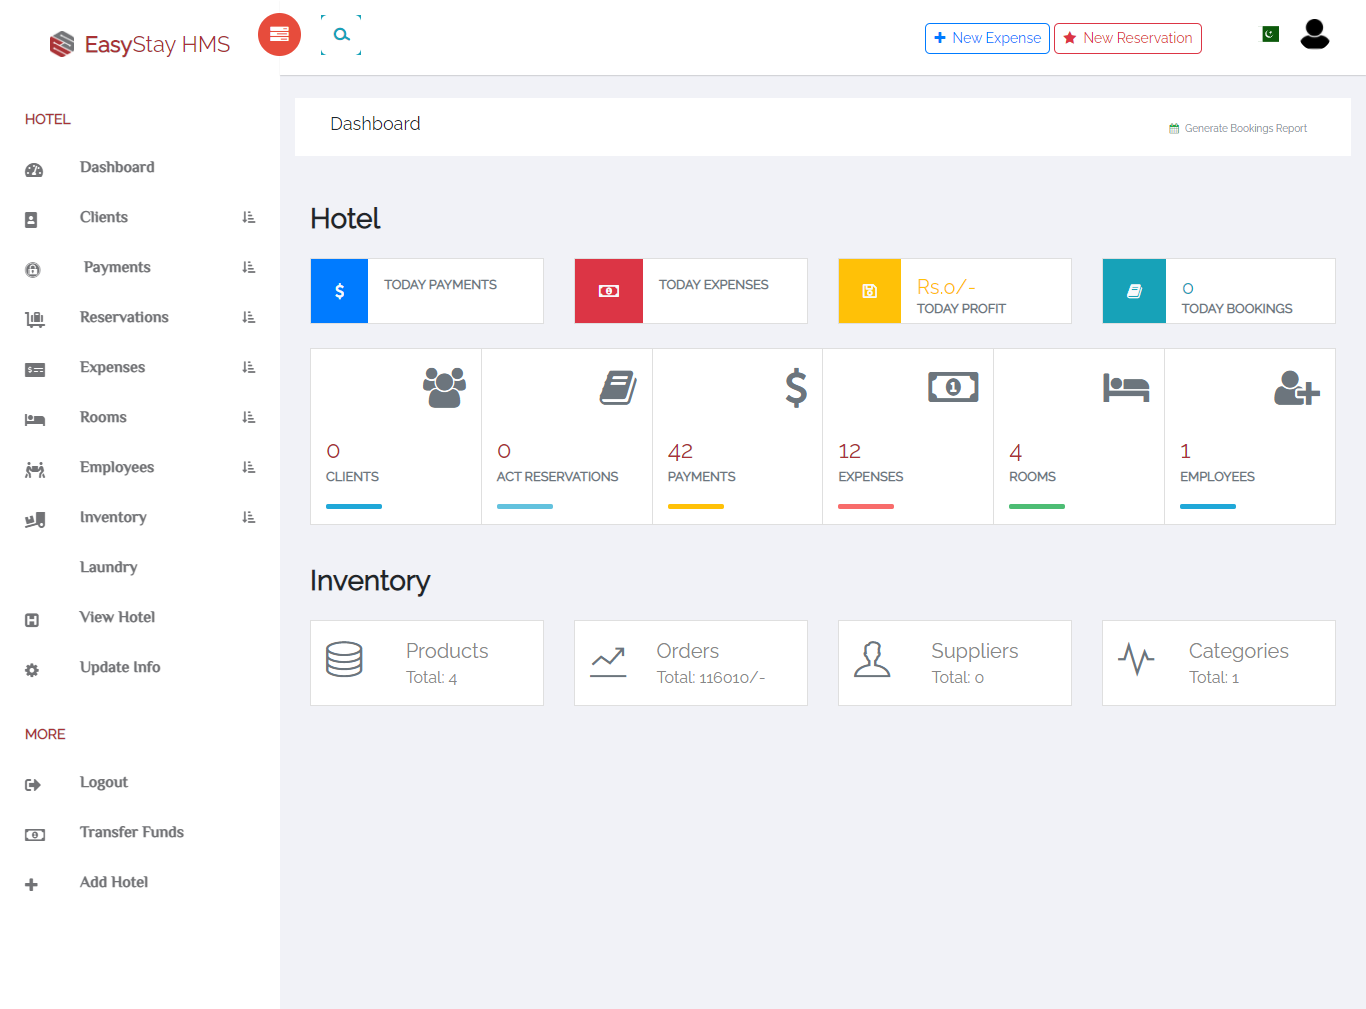 EasyStay HMS
New Expense
New Reservation
HOTEL
Dashboard
Clients
Payments
Reservations
Expenses
Rooms
Employees
Inventory
Laundry
View Hotel
Update Info
MORE
Logout
Transfer Funds
Add Hotel
Dashboard
Generate Bookings Report
Hotel
TODAY PAYMENTS
TODAY EXPENSES
Rs.0/-
TODAY PROFIT
0
TODAY BOOKINGS
0
CLIENTS
0
ACT RESERVATIONS
42
PAYMENTS
12
EXPENSES
4
ROOMS
1
EMPLOYEES
Inventory
Products
Total: 4
Orders
Total: 116010/-
Suppliers
Total: 0
Categories
Total: 1